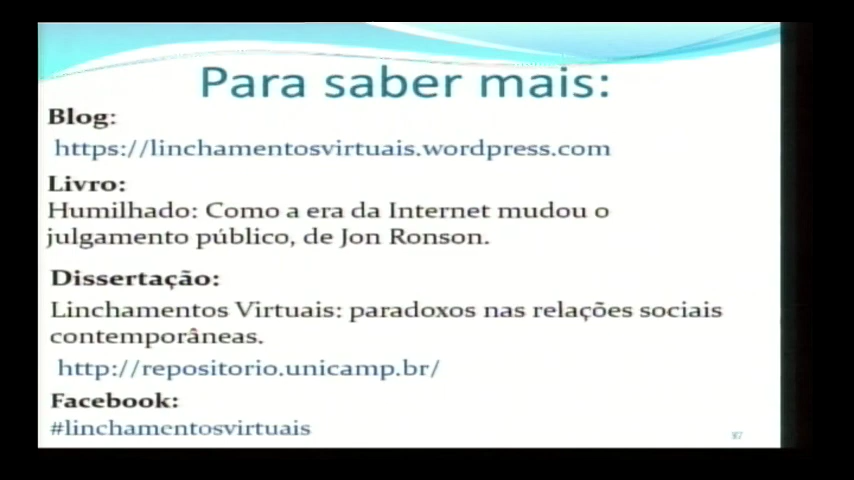 Para saber mais:
Blog:
https://linchamentosvirtuais.wordpress.com
Livro:
Humilhado: Como a era da Internet mudou o
julgamento público, de Jon Ronson.
Dissertação:
Linchamentos Virtuais: paradoxos nas relações sociais
contemporâneas.
http://repositorio.unicamp.br/
Facebook:
#linchamentosvirtuais